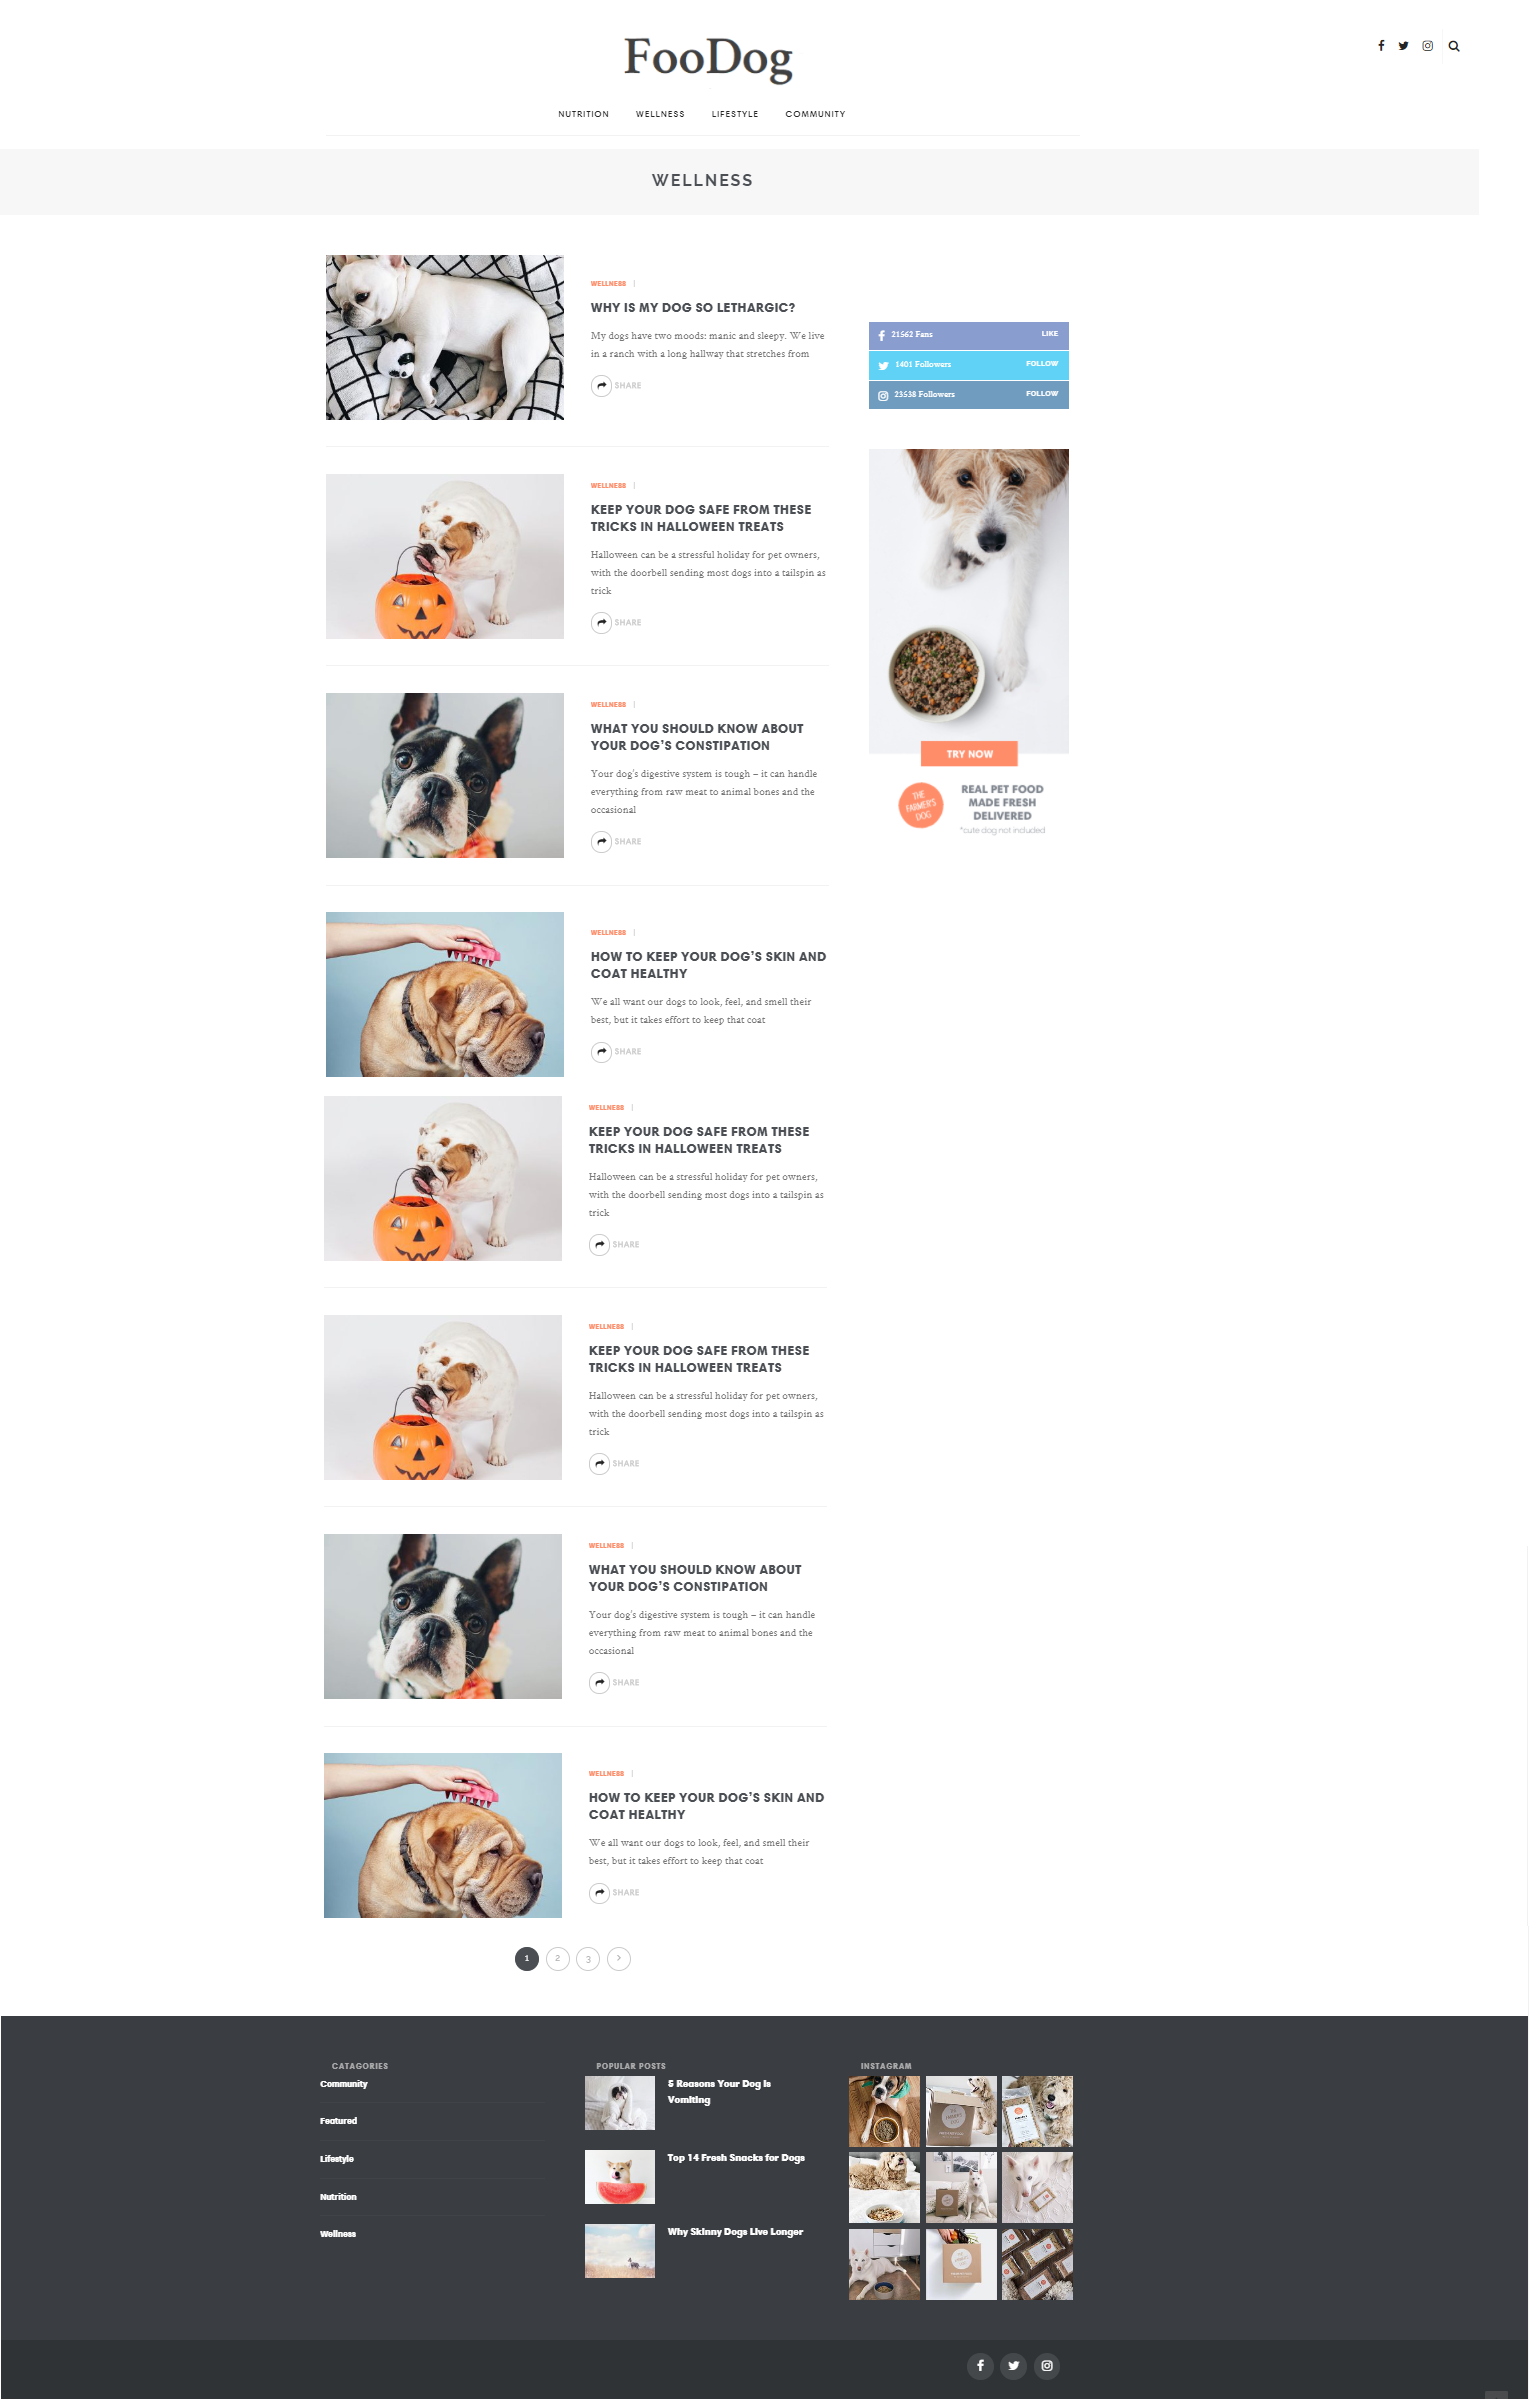 FooDog
NUTRITION WELLNESS LIFESTYLE COMMUNITY
WELLNESS
WELLNESS |
WHY IS MY DOG SO LETHARGIC?
My dogs have two moods: manic and sleepy. We live
in a ranch with a long hallway that stretches from
SHARE
21562 Fans LIKE
1401 Followers FOLLOW
23538 Followers FOLLOW
WELLNESS |
KEEP YOUR DOG SAFE FROM THESE
TRICKS IN HALLOWEEN TREATS
Halloween can be a stressful holiday for pet owners,
with the doorbell sending most dogs into a tailspin as
trick
SHARE
WELLNESS |
WHAT YOU SHOULD KNOW ABOUT
YOUR DOG'S CONSTIPATION
Your dog's digestive system is tough – it can handle
everything from raw meat to animal bones and the
occasional
SHARE
TRY NOW
THE
FARMER'S
DOG
REAL PET FOOD
MADE FRESH
DELIVERED
*cute dog not included
WELLNESS |
HOW TO KEEP YOUR DOG'S SKIN AND
COAT HEALTHY
We all want our dogs to look, feel, and smell their
best, but it takes effort to keep that coat
SHARE
WELLNESS |
KEEP YOUR DOG SAFE FROM THESE
TRICKS IN HALLOWEEN TREATS
Halloween can be a stressful holiday for pet owners,
with the doorbell sending most dogs into a tailspin as
trick
SHARE
WELLNESS |
KEEP YOUR DOG SAFE FROM THESE
TRICKS IN HALLOWEEN TREATS
Halloween can be a stressful holiday for pet owners,
with the doorbell sending most dogs into a tailspin as
trick
SHARE
WELLNESS |
WHAT YOU SHOULD KNOW ABOUT
YOUR DOG'S CONSTIPATION
Your dog's digestive system is tough – it can handle
everything from raw meat to animal bones and the
occasional
SHARE
WELLNESS |
HOW TO KEEP YOUR DOG'S SKIN AND
COAT HEALTHY
We all want our dogs to look, feel, and smell their
best, but it takes effort to keep that coat
SHARE
1 2 3 >
CATAGORIES
Community
Featured
Lifestyle
Nutrition
Wellness
POPULAR POSTS
5 Reasons Your Dog Is
Vomiting
Top 14 Fresh Snacks for Dogs
Why Skinny Dogs Live Longer
INSTAGRAM